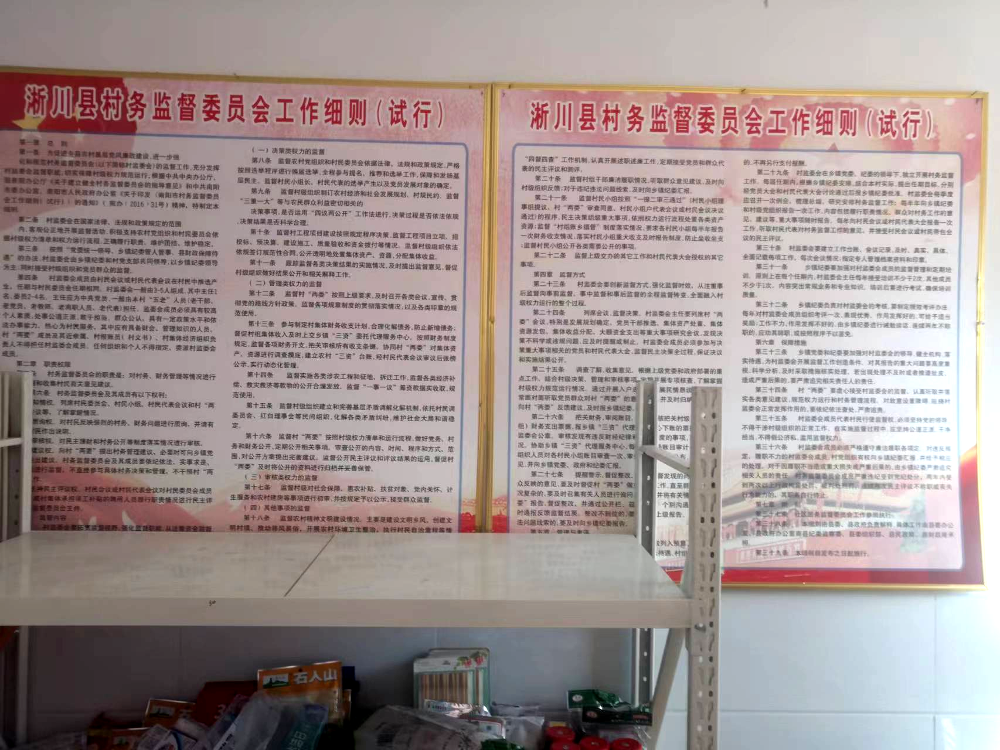 淅川县村务监督委员会工作细则(试行)
第一章 总 则
第一条 为促进全县农村基层党风廉政建设,进一步强
化和规范村务监督委员会(以下简称村监委会)的监督工作,充分发挥
村监委会监督职能,切实保障村级权力规范运行,根据中共中央办公厅、
国务院办公厅《关于建立健全村务监督委员会的指导意见》和中共南阳
市委办公室、南阳市人民政府办公室《关于印发〈南阳市村务监督委员
会工作细则(试行)〉的通知》(宛办〔2016〕31号)精神,特制定本
细则。
第二条 村监委会在国家法律、法规和政策规定的范围
内,客观公正地开展监督活动,积极支持农村党组织和村民委员会依
据村级权力清单和权力运行流程,正确履行职责,维护团结、维护稳定。
第三条 按照“党委统一领导、乡镇纪委管人管事、县财政保障待
遇”的办法,村监委会由乡镇纪委和村党支部共同领导,以乡镇纪委领导
为主;同时接受村级组织和党员群众的监督。
第四条 村监委会成员由村民会议或村民代表会议在村民中推选产
生,任期与村民委员会任期相同。村监委会一般由3-5人组成,其中主任1
名、委员2-4名。主任应为中共党员,一般由本村“五老”人员(老干部、
老党员、老教师、老离职人员、老代表)担任。监委会成员必须具有较高
个人素质,处事公道正派,敢于担当,群众公认,具有一定政策水平和依
法办事能力,热心为村民服务,其中应有具备财会、管理知识的人员,
村“两委”成员及其近亲属、村报账员(村文书)、村集体经济组织负
责人不得担任村监委会成员。任何组织和个人不得指定、委派村监委会
成员。
第二章 职责权限
村务监督委员会的职责是:对村务、财务管理等情况进行
和收集村民有关意见建议。
六条 村务监督委员会及其成员有以下权利:
知情权。列席村民委员会、村民小组、村民代表会议和村“两
议等,了解掌握情况。
质询权。对村民反映强烈的村务、财务问题进行质询,并请有
民作出说明。
审核权。对民主理财和村务公开等制度落实情况进行审核。
建议权。向村“两委”提出村务管理建议,必要时可向乡镇党
出建议。村务监督委员会及其成员要依纪依法、实事求是、
进行监督,不直接参与具体村务决策和管理,不干预村“两
作。
主持民主评议权。村民会议或村民代表会议对村民委员会成员
或村集体承担误工补贴的聘用人员履行职责情况进行民主评
监督委员会主持。
监督内容
村监委会要拓宽监督视野,强化监督职能,从注重资金监督
(一)决策类权力的监督
第八条 监督农村党组织和村民委员会依据法律、法规和政策规定,严格
按照选举程序进行换届选举,全程参与提名、推荐和选举工作,保障和发扬基
层民主。监督村民小组长、村民代表的选举产生以及党员发展对象的确定。
第九条 监督村级组织制订农村经济和社会发展规划、村规民约。监督
“三重一大”等与农民群众利益密切相关的
决策事项,是否运用“四议两公开”工作法进行,决策过程是否依法依规
,决策结果是否科学合理。
第十条 监督村工程项目建设按照规定程序决策,监督工程项目立项、招
投标、预决算、建设施工、质量验收和资金拨付等情况。监督村级组织依法
依规签订规范性合同,公开透明地处置集体资产、资源,分配集体收益。
第十一条 跟踪监督各类决策结果的实施情况,及时提出监督意见,督促
村级组织做好结果公开和相关解释工作。
(二)管理类权力的监督
第十二条 监督村“两委”按照上级要求,及时召开各类会议,宣传、贯
彻党的路线方针政策。监督各项规章制度的贯彻落实情况,以及各类印章的规
范使用。
第十三条 参与制定村集体财务收支计划,合理化解债务,防止新增债务;
督促村组集体收入及时上交乡镇“三资”委托代理服务中心,按照财务制度
规定,监督各项财务开支,把关审核所有收支条据。协同村“两委”对集体资
产、资源进行调查摸底,建立农村“三资”台账,经村民代表会议审议后张榜
公示,实行动态化管理。
第十四条 监督实施各类涉农工程和征地、拆迁工作,监督各类经济补
偿、救灾救济等款物的公开合理发放。监督“一事一议”筹资款据实收取,规
范使用。
第十五条 监督村级组织建立和完善基层矛盾调解化解机制,依托村民调
委员会、红白理事会等民间组织,化解各类矛盾纠纷,维护社会大局和谐稳
定。
第十六条 监督村“两委”按照村级权力清单和运行流程,做好党务、村
务和财务公开,定期公开相关事项。审查公开的内容、时间、程序和方式、范
围,对公开方案提出完善建议。监督公开民主评议和评议结果的运用,督促村
“两委”及时将公开的资料进行归档并妥善保管。
(三)审核类权力的监督
第十七条 监督村级对社会保障、惠农补贴、扶贫对象、党内关怀、计
生服务和农村建房等事项进行初审,并按规定予以公示,接受群众监督。
(四)其他事项的监督
第十八条 监督农村精神文明建设情况。主要是建设文明乡风、创建文
明村镇、推动移风易俗,开展农村环境卫生整治,执行村民自治章程等情
淅川县村务监督委员会工作细则(试行)
“四督四查”工作机制,认真开展述职述廉工作,定期接受党员和群众代
表的民主评议和测评。
第二十条 监督村组干部廉洁履职情况,听取群众意见建议,及时向
村级组织反馈;对于违纪违法问题线索,及时向乡镇纪委汇报。
第二十一条 监督村民小组按照“一提二审三通过”(村民小组理
事组提议、村“两委”审查同意、村民小组户代表会议或村民会议决议
通过)的程序,民主决策组级重大事项,依照权力运行流程处置各类资产
资源;监督“村组账乡镇管”制度落实情况,要求各村民小组每半年报告
一次财务收支情况,落实村民小组重大收支及时报告制度,防止坐收坐支
;监督村民小组公开各类需要公开的事项。
第二十二条 监督上级交办的其它工作和村民代表大会授权的其它
事项。
第四章 监督方式
第二十三条 村监委会要创新监督方式,强化监督时效,从注重事
后监督向事前监督、事中监督和事后监督的全程监督转变,全面融入村
级权力运行的整个过程。
第二十四条 列席会议,监督决策。村监委会主任要列席村“两
委”会议,特别是发展规划确定、党员干部推选、集体资产处置、集体
资源发包、集体收益分配、大额资金支出等重大事项研究会议,发现决
策不科学或违规问题,应及时提醒或制止。村监委会成员必须参加与决
策重大事项相关的党员和村民代表大会,监督民主决策全过程,保证决议
和实施结果公开。
第二十五条 调查了解,收集意见。根据上级党委和政府部署的重
点工作,结合村级决策、管理和审核事项,定期开展专项核查,了解掌握
村级权力规范运行情况。通过开展入户走 展民情恳谈
常面对面听取党员群众对村“两委”的意 并及时归纳
向村“两委”反馈建议,及时报乡镇纪委。
第二十六条 把关财务,审阅账目。 核把关村级
组)财务支出票据,报乡镇“三资”代理 心下账的票据
监委会公章。审核发现有违反财经纪律和 度的事项,
况。协助乡镇“三资”代理服务中心,每 账目审计
组织人员对各村民小组账目审查一次,审 公布,
见,并向乡镇党委、政府和纪委汇报。
第二十七条 提醒警示,督促整改。 督发现的问
众反映的意见,要及时督促村“两委”做 工作,直至群
况复杂的,要及时召集有关人员进行询问 并将有关情
委”报告,督促整改,并通过公开栏、召 个别沟通
时通报反馈监督结果。整改不到位的,要 上级报告。
法问题线索的,要及时向乡镇纪委报告。
第五章 管理与考评
列入预算,
待遇,村组
的,不再另行支付报酬。
第二十九条 村监委会在乡镇党委、纪委的领导下,独立开展村务监督
工作。每届任期内,根据乡镇纪委安排,结合本村实际,提出任期目标,分别
经党员大会和村民代表大会讨论通过后报乡镇纪委批准。村监委会每季度
应召开一次例会,梳理总结、研究安排村务监督工作;每半年向乡镇纪委
和村级党组织报告一次工作,内容包括履行职责情况、群众对村务工作的意
见、建议等,重大事项随时报告。每年向村民会议或村民代表大会报告一次
工作,听取村民代表对村务监督工作的意见,并接受村民会议或村民带包会
议的民主评议。
第三十条 村监委会要建立工作台账、会议记录,及时、真实、具体、
全面记载每项工作、每次会议情况;指定专人管理档案资料和印章。
第三十一条 乡镇纪委要加强对村监委会成员的监督管理和定期培
训。原则上在每个任期内,村监委会主任每年接受培训不少于2次,其他成员
不少于1次。内容突出常规业务和专业知识。培训后要进行考试,确保培训
质量。
第三十二条 乡镇纪委负责对村监委会的考核,要制定绩效考评办法
,每年对村监委会成员组织考评一次,表现优秀、作用发挥好的,可给予适当
奖励;工作不力,作用发挥不好的,由乡镇纪委进行诫勉谈话,连续两年不称
职的,应劝其辞职,或按照程序予以罢免。
第六章 保障措施
第三十三条 乡镇党委和纪委要加强对村监委会的领导,健全机构,落
实待遇,为村监委会开展监督工作创造条件。对其报告的重大问题要高度重
视,科学分析,及时采取措施核实处理。若出现处理不及时或者推诿扯皮,
造成严重后果的,要严肃追究相关责任人的责任。
第三十四条 村“两委”要虚心接受村监委会的监督,认真听取并落
实各类意见建议,规范权力运行和村务管理流程。对故意设置障碍,阻挠村
监委会正常发挥作用的,要依纪依法查处,严肃追责。
第三十五条 村监委会成员代表村民行使监督权,必须坚持党的领导,
不得干涉村级组织的正常工作。在实施监督过程中,应坚持公道正派,干净
担当,不得假公济私、滥用监督权力。
第三十六条 村监委会成员必须严格遵守廉洁履职各项规定,对违反规
定、履职不力的村监委会成员,村党组织有权向乡镇纪委汇报,并给予相应
的处理。对于因履职不当造成重大损失或严重后果的,由乡镇纪委严肃追究
相关人员的责任。村务监督委员会成员严重违纪受到党纪处分、两年内受
到两次以上行政拘留处罚、被判处刑罚、连续两次民主评议不称职或丧失
行为能力的,其职务自行终止。
第七章 附 则
第三十七条 社区居务监督委员会工作参照执行。
第三十八条 本细则由县委、县政府负责解释,具体工作由县委办公
室、县政府办公室商县纪委监察委、县委组织部、县民政局、县财政局承
担。
第三十九条 本细则自发布之日起施行。
50
石人山
石